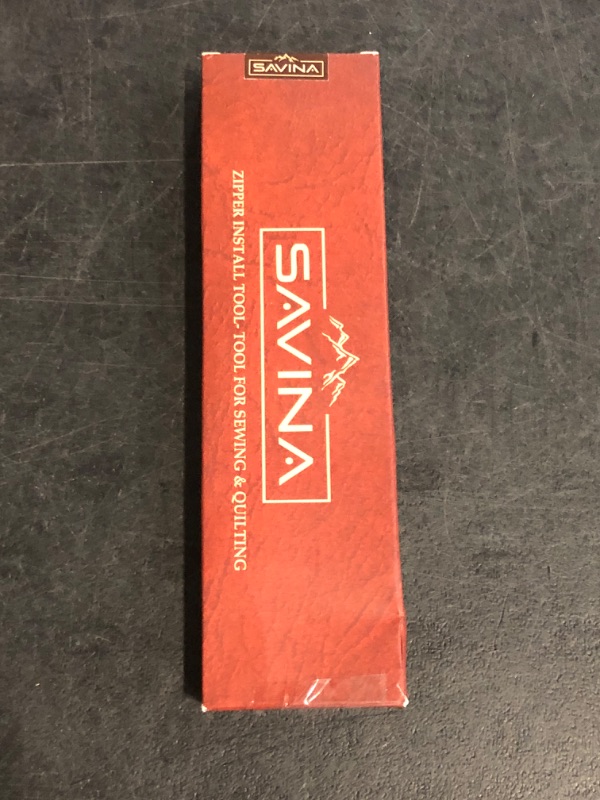 SAVINA
SAVINA
ZIPPER INSTALL TOOL- TOOL FOR SEWING & QUILTING